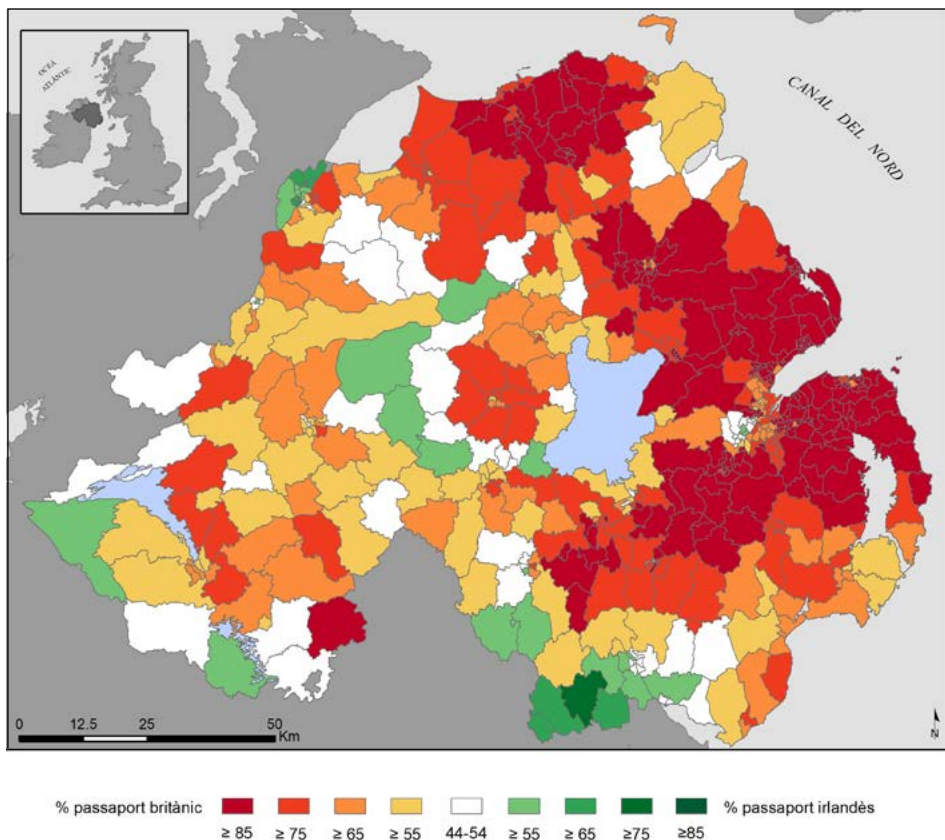 OCEÀ
ATLÀNTIC
CANAL DEL NORD
0 12.5 25 50
Km
N
% passaport britànic % passaport irlandès
≥ 85 ≥ 75 ≥ 65 ≥ 55 44-54 ≥ 55 ≥ 65 ≥75 ≥85